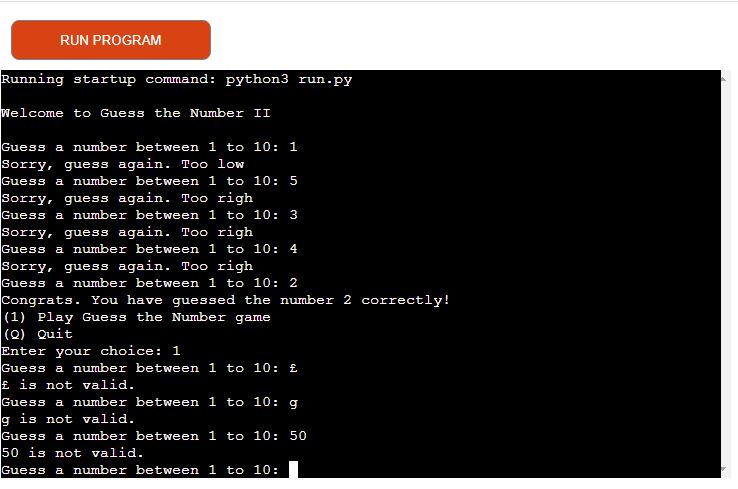 RUN PROGRAM
Running startup command: python3 run.py
Welcome to Guess the Number II
Guess a number between 1 to 10: 1
Sorry, guess again. Too low
Guess a number between 1 to 10: 5
Sorry, guess again. Too righ
Guess a number between 1 to 10: 3
Sorry, guess again. Too righ
Guess a number between 1 to 10: 4
Sorry, guess again. Too righ
Guess a number between 1 to 10: 2
Congrats. You have guessed the number 2 correctly!
(1) Play Guess the Number game
(Q) Quit
Enter your choice: 1
Guess a number between 1 to 10: £
£ is not valid.
Guess a number between 1 to 10: g
g is not valid.
Guess a number between 1 to 10: 50
50 is not valid.
Guess a number between 1 to 10: